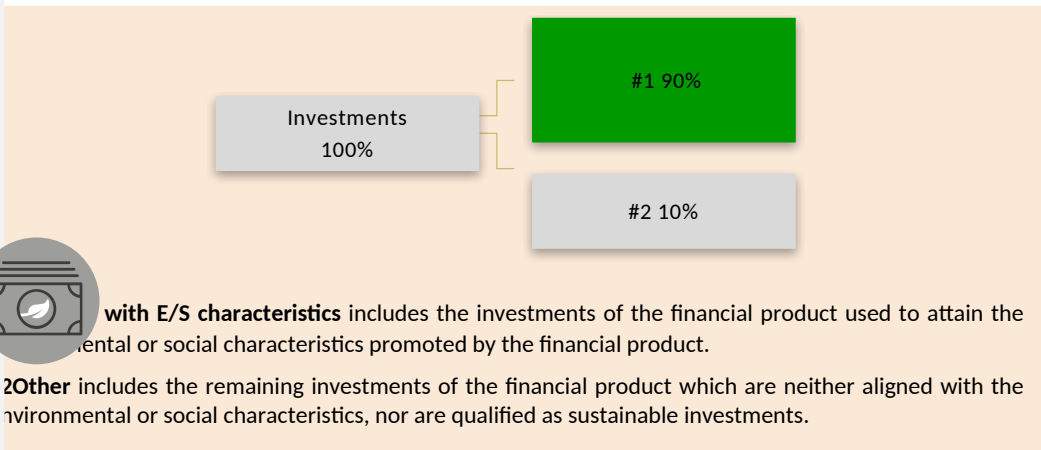 #1 90%
Investments
100%
#2 10%
with E/S characteristics includes the investments of the financial product used to attain the
ental or social characteristics promoted by the financial product.
2Other includes the remaining investments of the financial product which are neither aligned with the
nvironmental or social characteristics, nor are qualified as sustainable investments.